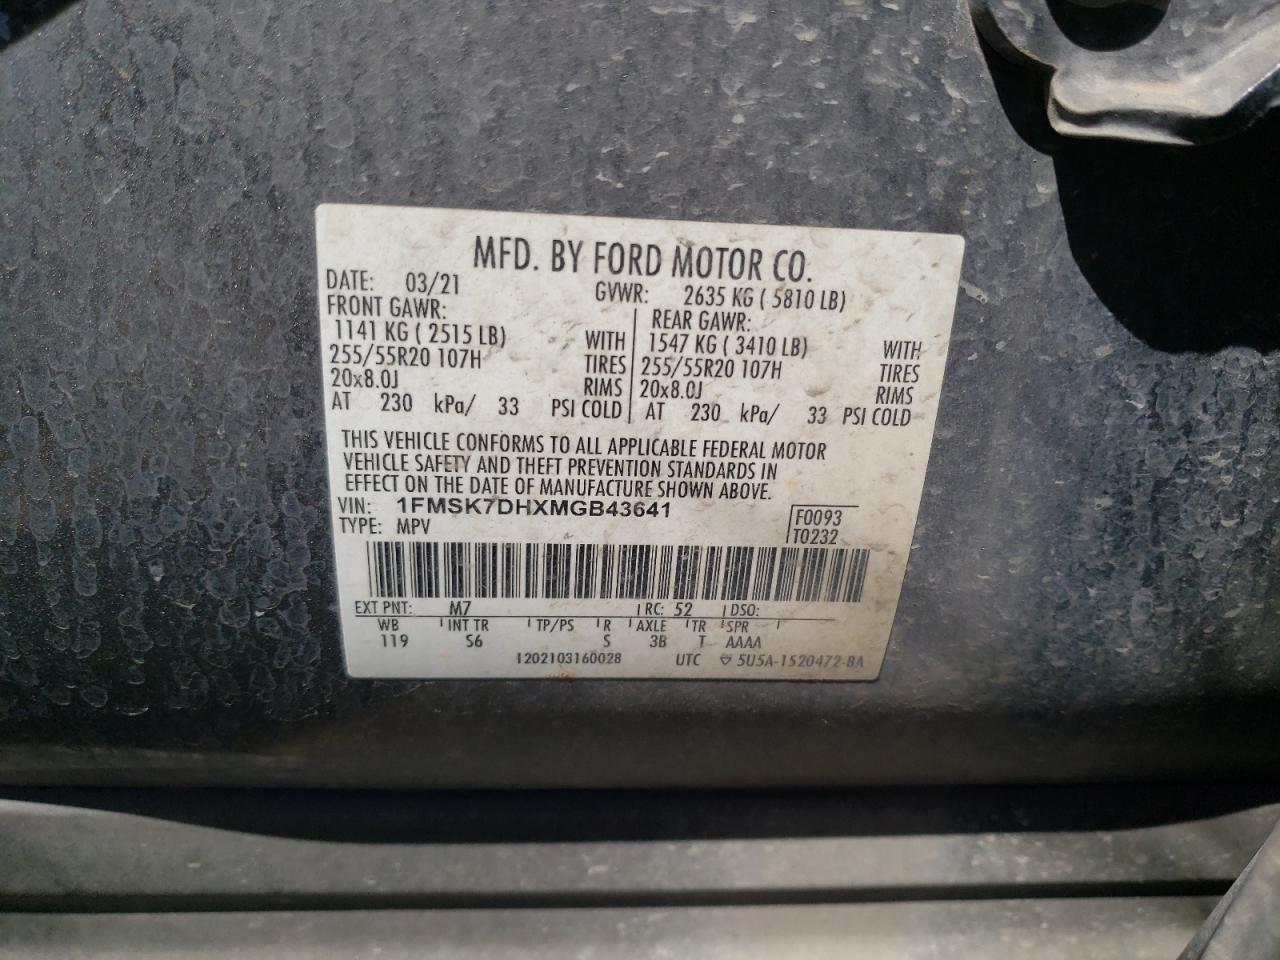 MFD. BY FORD MOTOR CO.
DATE: 03/21 GVWR: 2635 KG ( 5810 LB)
FRONT GAWR: REAR GAWR:
1141 KG ( 2515 LB) WITH 1547 KG ( 3410 LB) WITH
255/55R20 107H TIRES 255/55R20 107H TIRES
20x8.0J RIMS 20x8.0J RIMS
AT 230 kPa/ 33 PSI COLD AT 230 kPa/ 33 PSI COLD
THIS VEHICLE CONFORMS TO ALL APPLICABLE FEDERAL MOTOR
VEHICLE SAFETY AND THEFT PREVENTION STANDARDS IN
EFFECT ON THE DATE OF MANUFACTURE SHOWN ABOVE.
VIN: 1FMSK7DHXMGB43641 F0093
TYPE: MPV T0232
EXT PNT: M7 RC: 52 DSO:
WB INT TR TP/PS R AXLE TR SPR
119 S6 S 3B T AAAA
1202103160028 UTC ▽ 5U5A-1520472-BA